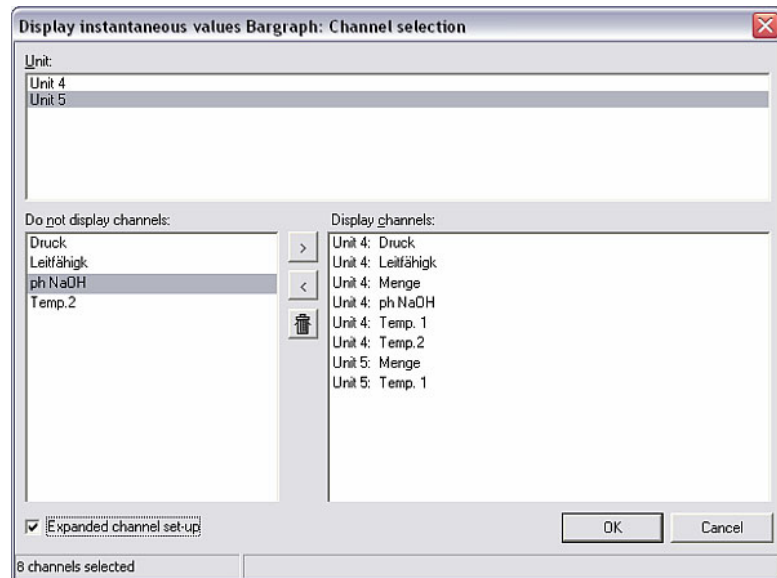 Display instantaneous values Bargraph: Channel selection
Unit:
Unit 4
Unit 5
Do not display channels:
Druck
Leitfähigk
ph NaOH
Temp.2
>
<
Display channels:
Unit 4: Druck
Unit 4: Leitfähigk
Unit 4: Menge
Unit 4: ph NaOH
Unit 4: Temp. 1
Unit 4: Temp.2
Unit 5: Menge
Unit 5: Temp. 1
Expanded channel set-up
OK
Cancel
8 channels selected